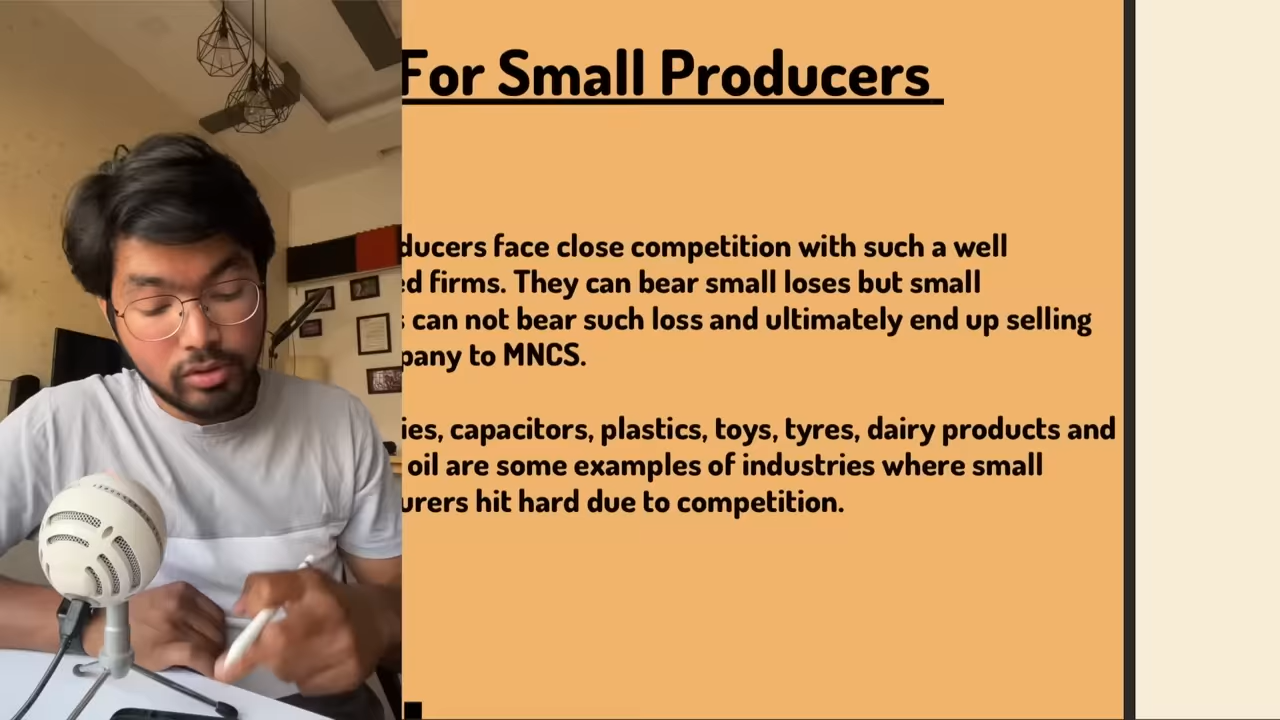 For Small Producers
ducers face close competition with such a well
ed firms. They can bear small loses but small
can not bear such loss and ultimately end up selling
pany to MNCS.
ies, capacitors, plastics, toys, tyres, dairy products and
oil are some examples of industries where small
urers hit hard due to competition.